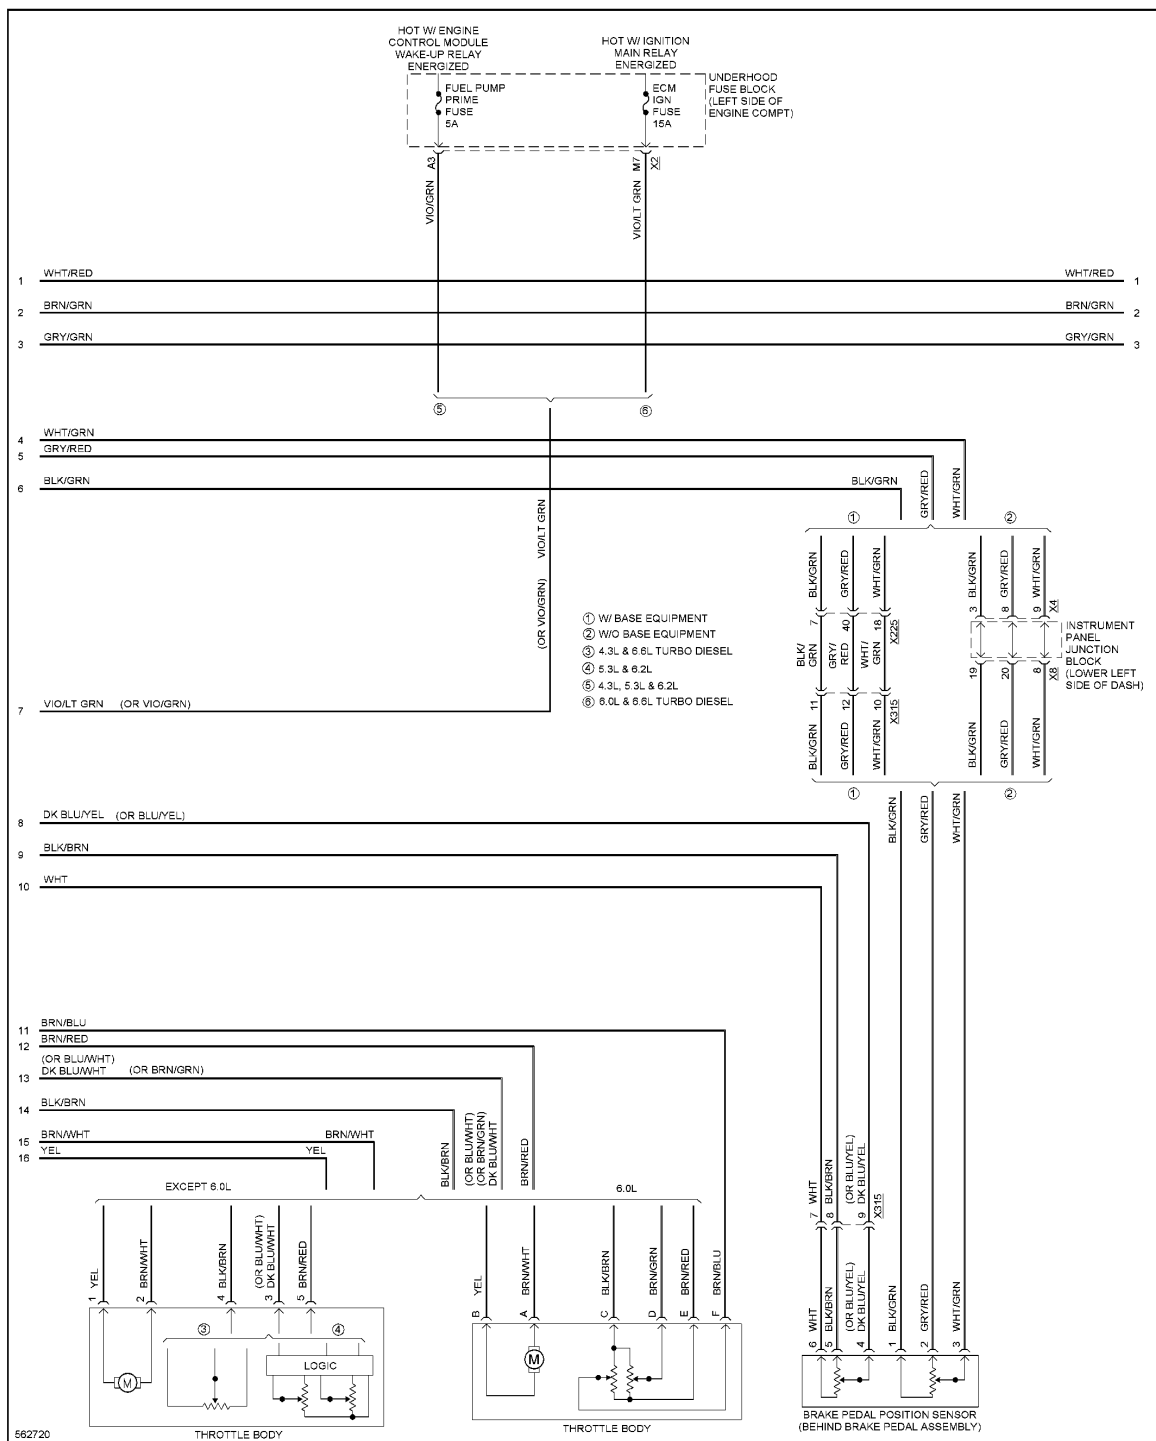 HOT W/ ENGINE
CONTROL MODULE
WAKE-UP RELAY
ENERGIZED
HOT W/ IGNITION
MAIN RELAY
ENERGIZED
FUEL PUMP
PRIME
FUSE
5A
ECM
IGN
FUSE
15A
UNDERHOOD
FUSE BLOCK
(LEFT SIDE OF
ENGINE COMPT)
A3
M7
X2
VIO/GRN
VIO/LT GRN
1 WHT/RED WHT/RED 1
2 BRN/GRN BRN/GRN 2
3 GRY/GRN GRY/GRN 3
5 6
4 WHT/GRN
5 GRY/RED
6 BLK/GRN BLK/GRN
GRY/RED
WHT/GRN
VIO/LT GRN
(OR VIO/GRN)
1 2
BLK/GRN GRY/RED WHT/GRN
BLK/GRN GRY/RED WHT/GRN
7 40 18 X225
3 8 9 X4
BLK/
GRN
GRY/
RED
WHT/
GRN
INSTRUMENT
PANEL
JUNCTION
BLOCK
(LOWER LEFT
SIDE OF DASH)
19 20 8 X8
11 12 10 X315
BLK/GRN GRY/RED WHT/GRN
BLK/GRN GRY/RED WHT/GRN
1 2
1 W/ BASE EQUIPMENT
2 W/O BASE EQUIPMENT
3 4.3L & 6.6L TURBO DIESEL
4 5.3L & 6.2L
5 4.3L, 5.3L & 6.2L
6 6.0L & 6.6L TURBO DIESEL
7 VIO/LT GRN (OR VIO/GRN)
BLK/GRN GRY/RED WHT/GRN
8 DK BLU/YEL (OR BLU/YEL)
9 BLK/BRN
10 WHT
11 BRN/BLU
12 BRN/RED
(OR BLU/WHT)
13 DK BLU/WHT (OR BRN/GRN)
14 BLK/BRN
15 BRN/WHT BRN/WHT
16 YEL YEL
BLK/BRN
(OR BLU/WHT)
(OR BRN/GRN)
DK BLU/WHT
BRN/RED
WHT
BLK/BRN
(OR BLU/YEL)
DK BLU/YEL
7 8 9 X315
EXCEPT 6.0L
6.0L
YEL
BRN/WHT
BLK/BRN
(OR BLU/WHT)
DK BLU/WHT
BRN/RED
1 2 4 3 5
YEL
BRN/WHT
BLK/BRN
BRN/GRN
BRN/RED
BRN/BLU
B A C D E F
WHT
BLK/BRN
(OR BLU/YEL)
DK BLU/YEL
BLK/GRN
GRY/RED
WHT/GRN
6 5 4 1 2 3
3 4
LOGIC
M
M
THROTTLE BODY
THROTTLE BODY
BRAKE PEDAL POSITION SENSOR
(BEHIND BRAKE PEDAL ASSEMBLY)
562720